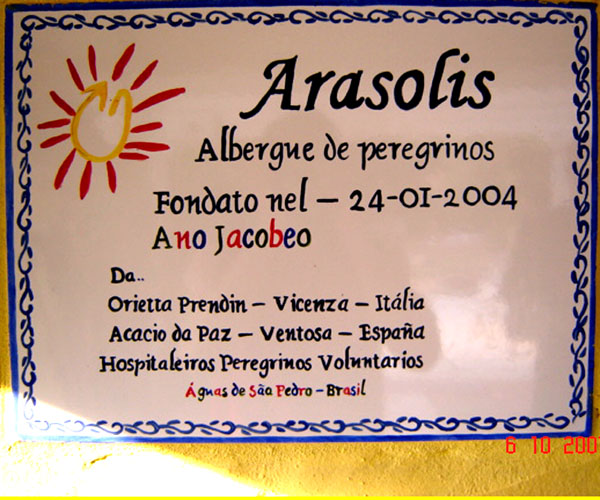 Arasolis
Albergue de peregrinos
Fondato nel – 24-01-2004
Ano Jacobeo
Da..
Orietta Prendin – Vicenza – Itália
Acacio da Paz – Ventosa – España
Hospitaleiros Peregrinos Voluntarios
Águas de São Pedro – Brasil
6 10 200